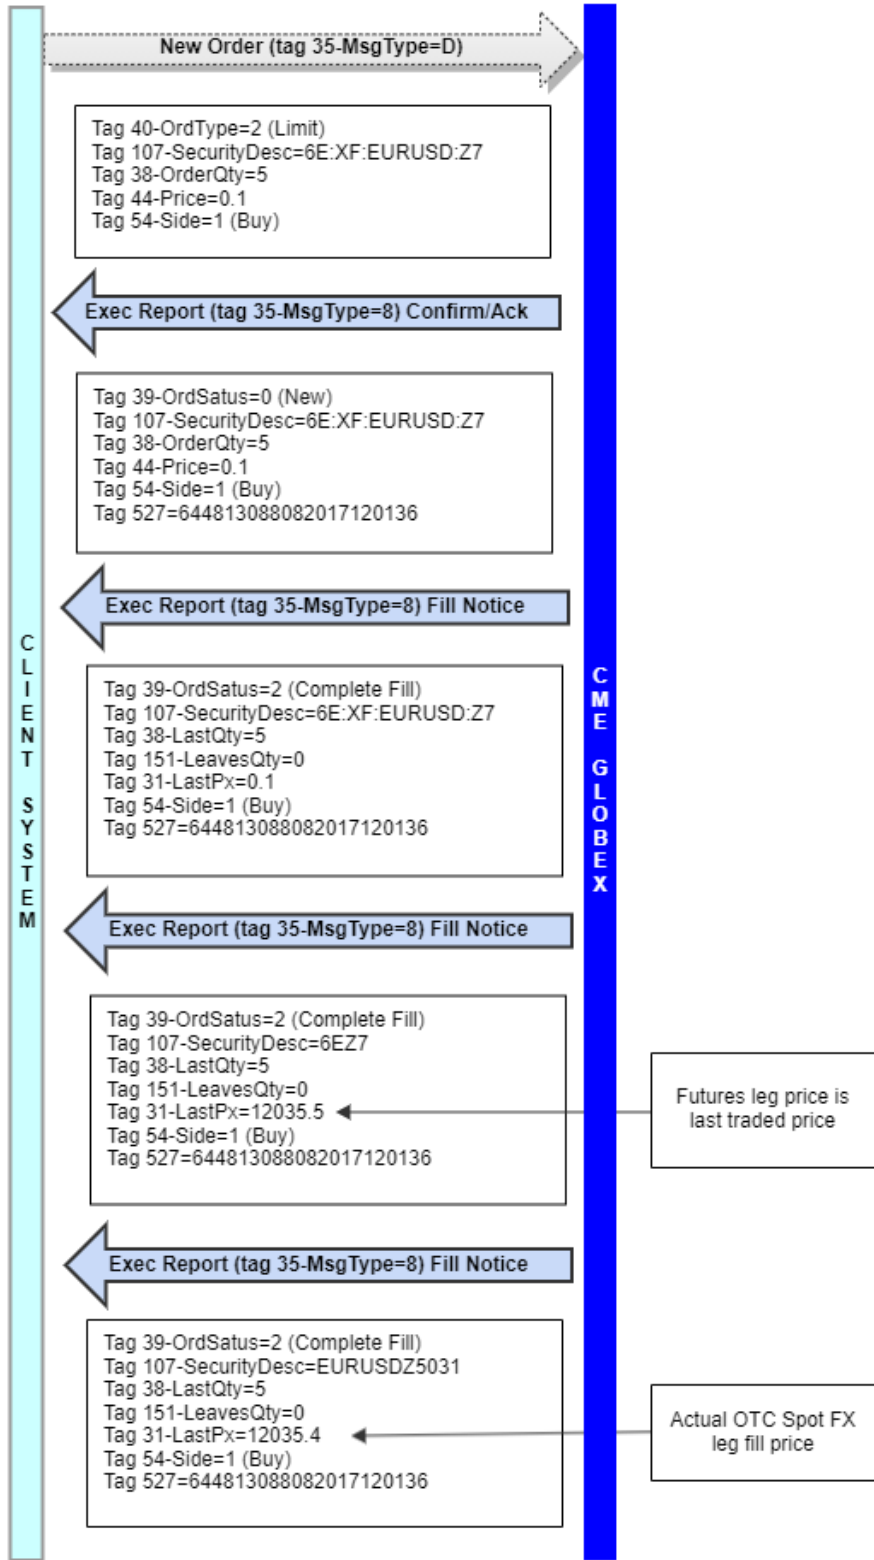 New Order (tag 35-MsgType=D)
Tag 40-OrdType=2 (Limit)
Tag 107-SecurityDesc=6E:XF:EURUSD:Z7
Tag 38-OrderQty=5
Tag 44-Price=0.1
Tag 54-Side=1 (Buy)
Exec Report (tag 35-MsgType=8) Confirm/Ack
Tag 39-OrdSatus=0 (New)
Tag 107-SecurityDesc=6E:XF:EURUSD:Z7
Tag 38-OrderQty=5
Tag 44-Price=0.1
Tag 54-Side=1 (Buy)
Tag 527=644813088082017120136
Exec Report (tag 35-MsgType=8) Fill Notice
Tag 39-OrdSatus=2 (Complete Fill)
Tag 107-SecurityDesc=6E:XF:EURUSD:Z7
Tag 38-LastQty=5
Tag 151-LeavesQty=0
Tag 31-LastPx=0.1
Tag 54-Side=1 (Buy)
Tag 527=644813088082017120136
CLIENT SYSTEM
CME GLOBEX
Exec Report (tag 35-MsgType=8) Fill Notice
Tag 39-OrdSatus=2 (Complete Fill)
Tag 107-SecurityDesc=6EZ7
Tag 38-LastQty=5
Tag 151-LeavesQty=0
Tag 31-LastPx=12035.5
Tag 54-Side=1 (Buy)
Tag 527=644813088082017120136
Futures leg price is
last traded price
Exec Report (tag 35-MsgType=8) Fill Notice
Tag 39-OrdSatus=2 (Complete Fill)
Tag 107-SecurityDesc=EURUSDZ5031
Tag 38-LastQty=5
Tag 151-LeavesQty=0
Tag 31-LastPx=12035.4
Tag 54-Side=1 (Buy)
Tag 527=644813088082017120136
Actual OTC Spot FX
leg fill price